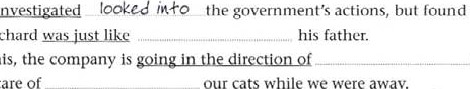 nvestigated looked into the government's actions, but found
chard was just like his father.
is, the company is going in the direction of
are of our cats while we were away.